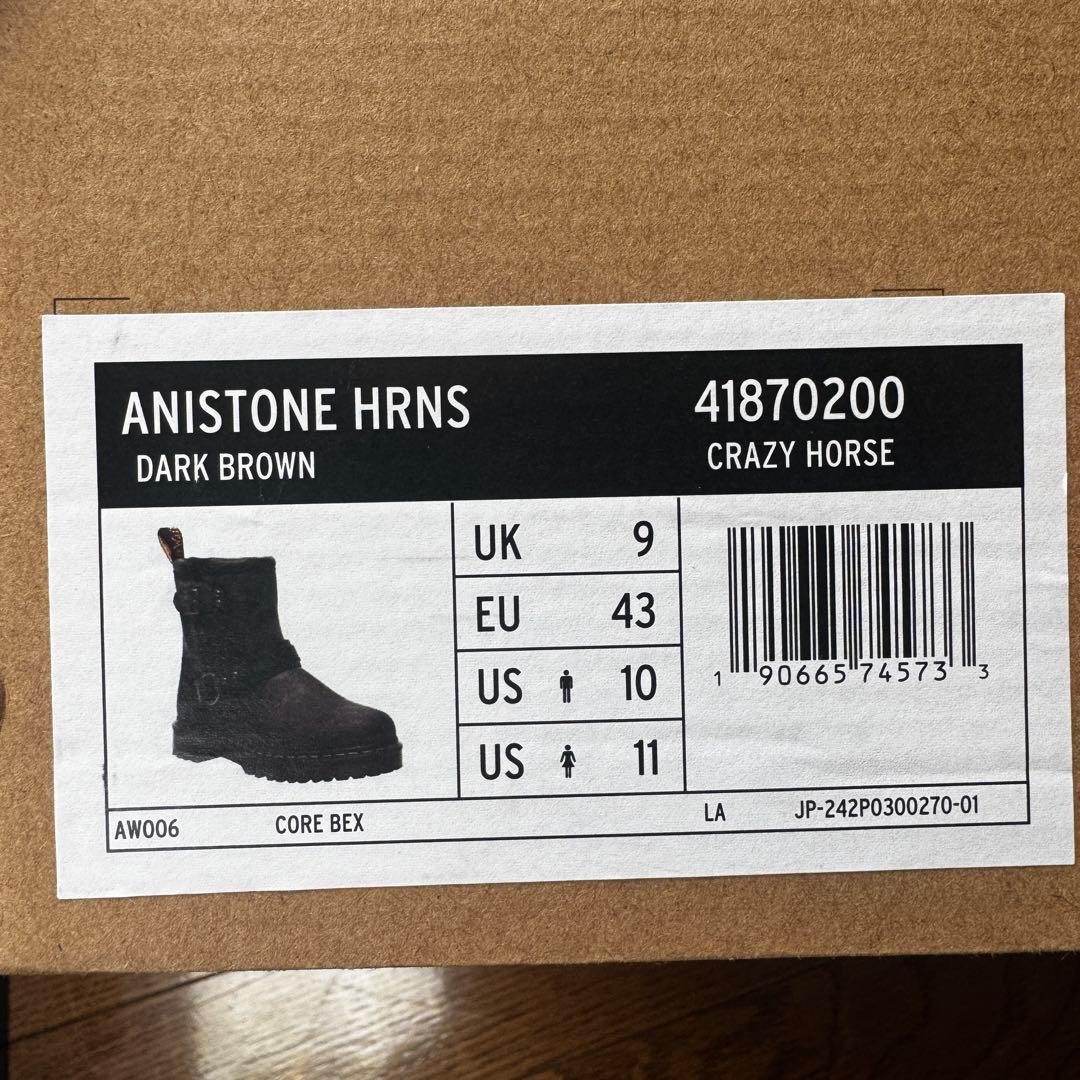 ANISTONE HRNS
41870200
DARK BROWN
CRAZY HORSE
UK 9
EU 43
US 10
US 11
1 90665 74573 3
AW006 CORE BEX LA JP-242P0300270-01